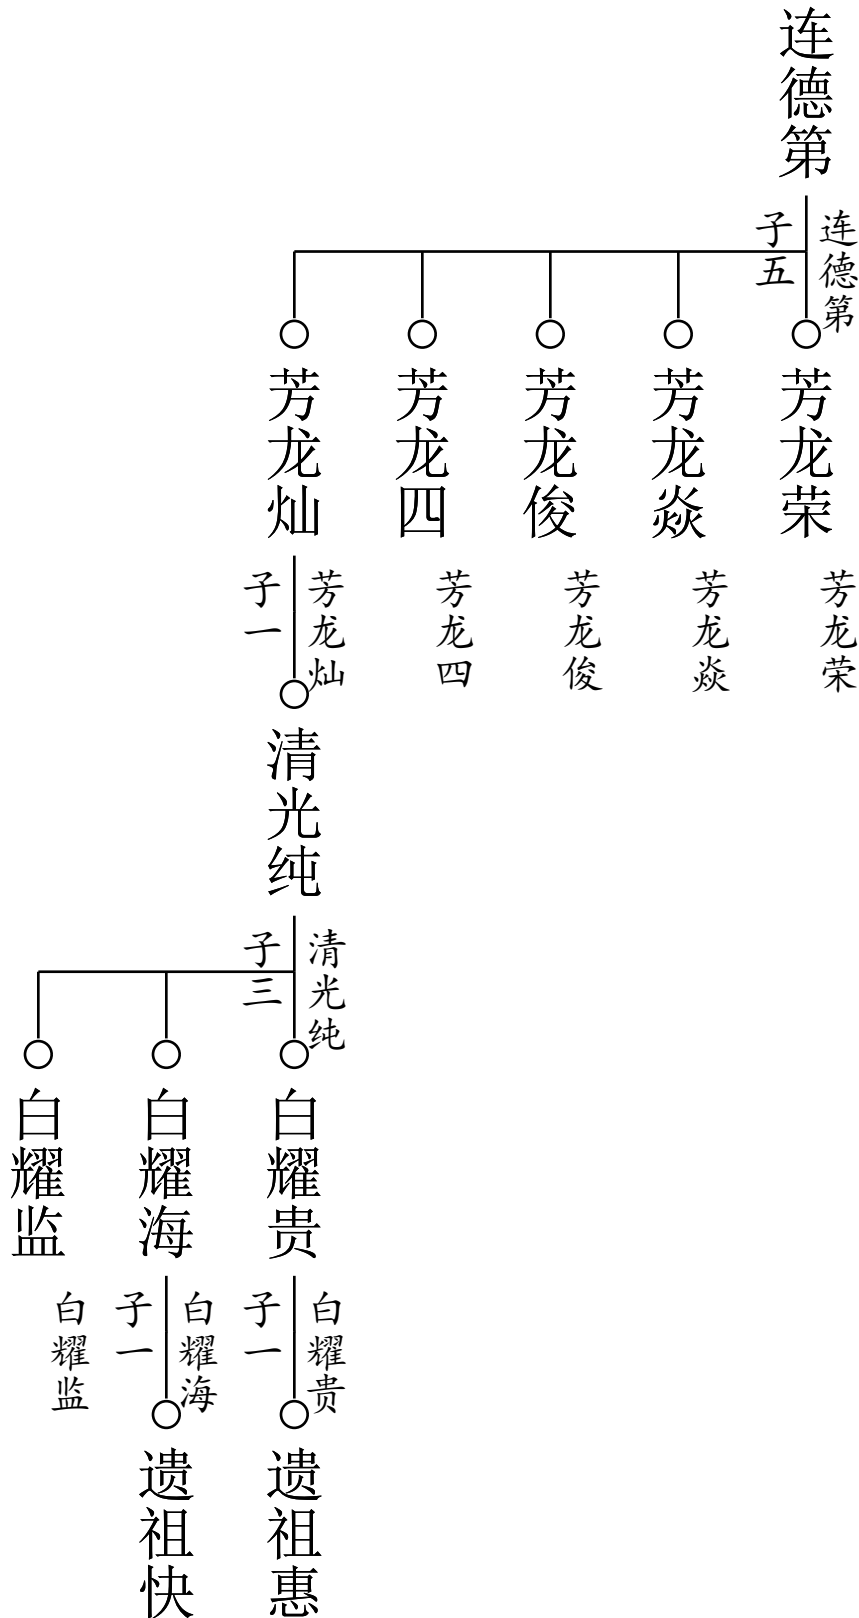 连德第
连德第
子五
芳龙荣
芳龙焱
芳龙俊
芳龙四
芳龙灿
芳龙荣
芳龙焱
芳龙俊
芳龙四
芳龙灿
子一
清光纯
清光纯
子三
白耀贵
白耀海
白耀监
白耀贵
子一
白耀海
子一
白耀监
遗祖惠
遗祖快